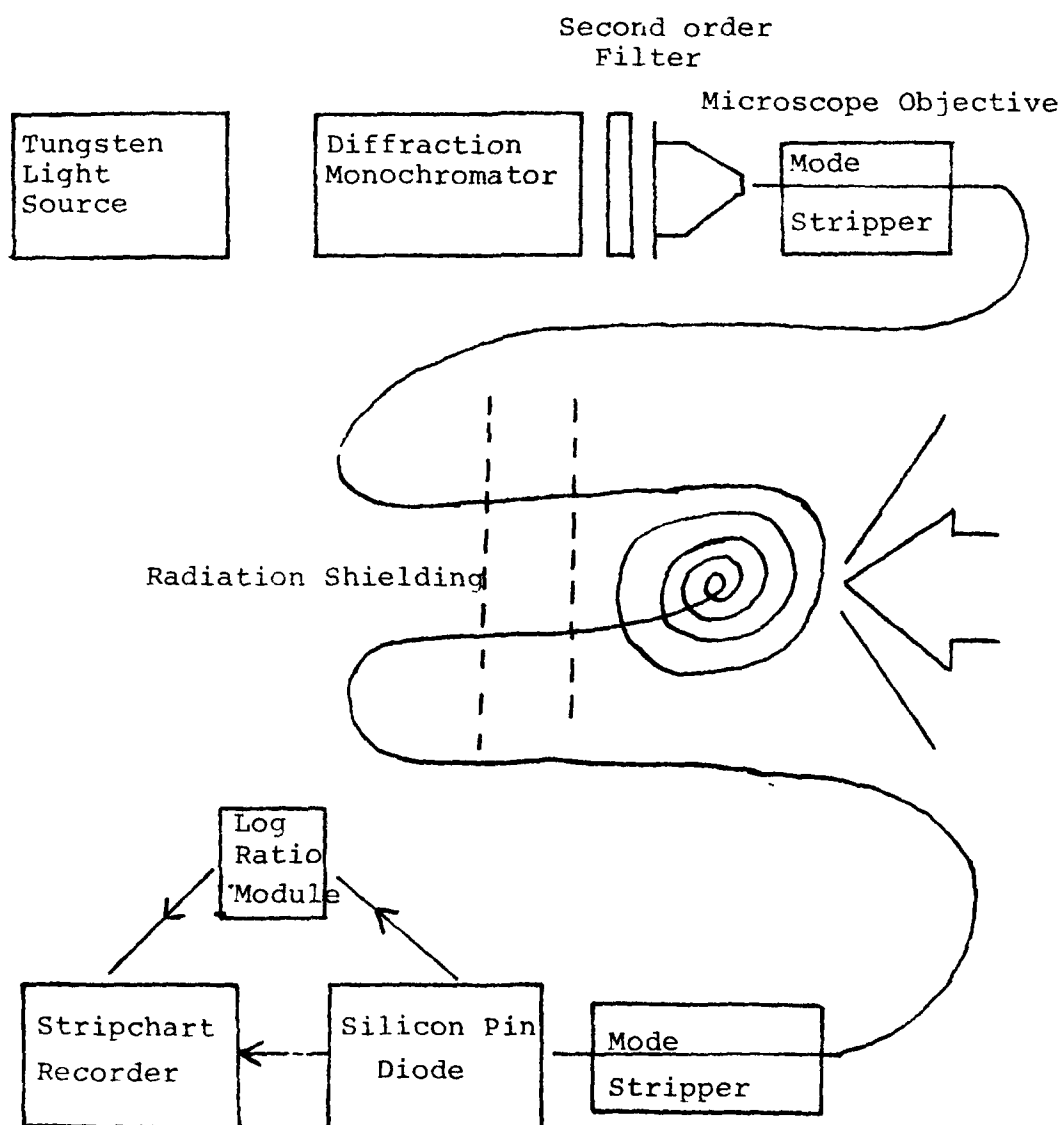 Second order
Filter
Microscope Objective
Tungsten
Light
Source
Diffraction
Monochromator
Mode
Stripper
Radiation Shielding
Log
Ratio
Module
Stripchart
Recorder
Silicon Pin
Diode
Mode
Stripper